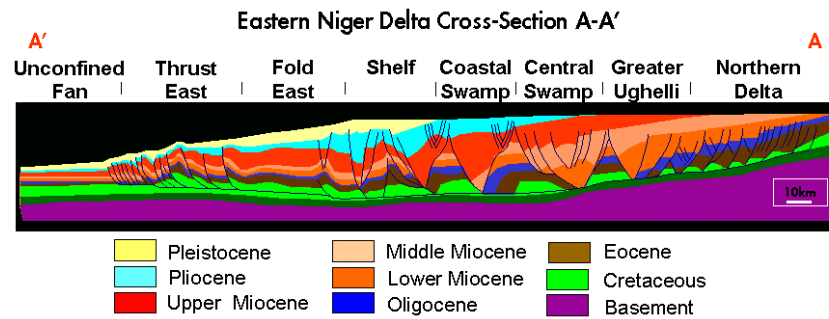 Eastern Niger Delta Cross-Section A-A'
A' A
Unconfined Fan | Thrust East | Fold East | Shelf | Coastal Swamp | Central Swamp | Greater Ughelli | Northern Delta
10km
Pleistocene Middle Miocene Eocene
Pliocene Lower Miocene Cretaceous
Upper Miocene Oligocene Basement